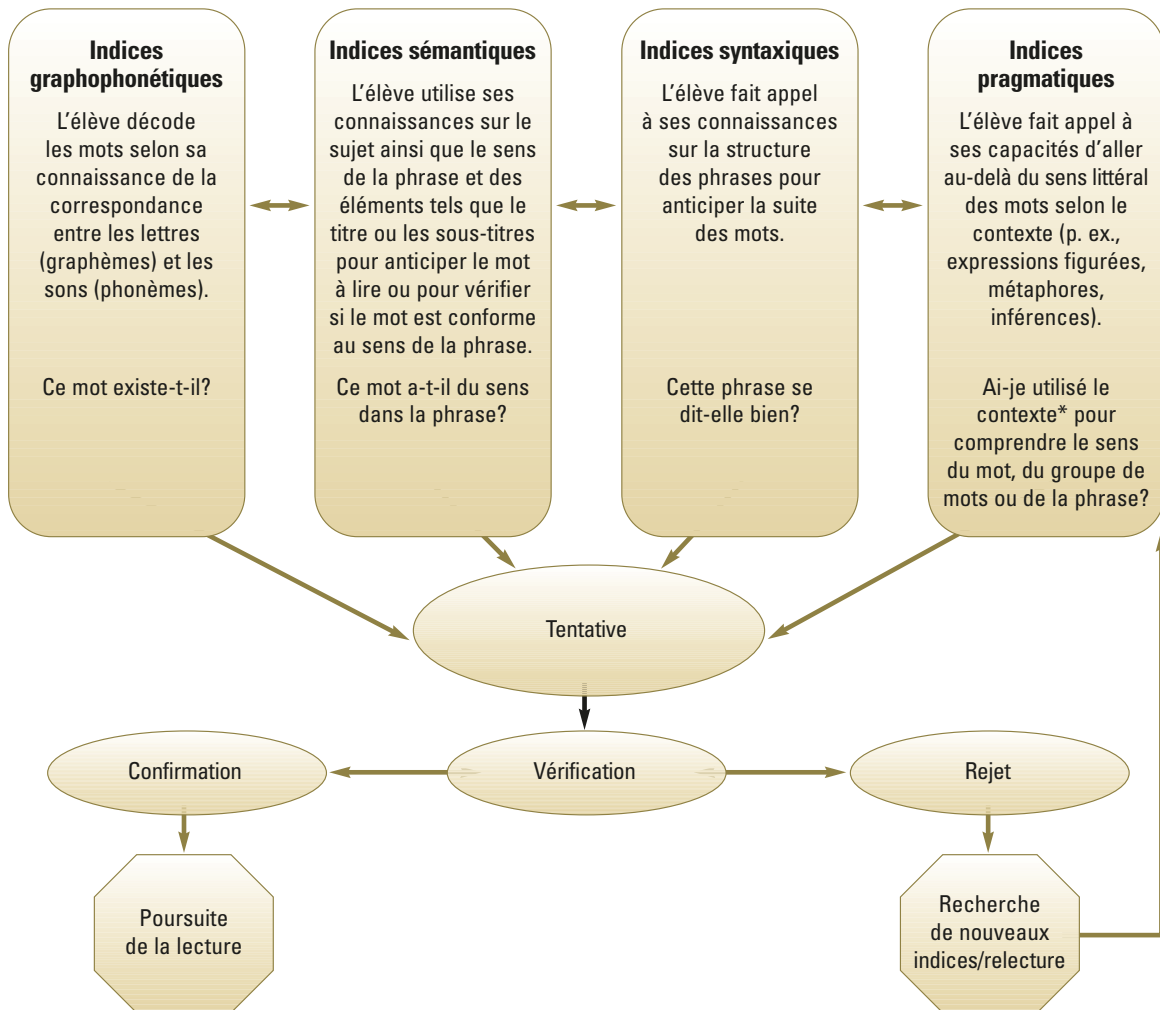 Indices
graphophonétiques
L'élève décode
les mots selon sa
connaissance de la
correspondance
entre les lettres
(graphèmes) et les
sons (phonèmes).
Ce mot existe-t-il?
Indices sémantiques
L'élève utilise ses
connaissances sur le
sujet ainsi que le sens
de la phrase et des
éléments tels que le
titre ou les sous-titres
pour anticiper le mot
à lire ou pour vérifier
si le mot est conforme
au sens de la phrase.
Ce mot a-t-il du sens
dans la phrase?
Indices syntaxiques
L'élève fait appel
à ses connaissances
sur la structure
des phrases pour
anticiper la suite
des mots.
Cette phrase se
dit-elle bien?
Indices
pragmatiques
L'élève fait appel à
ses capacités d'aller
au-delà du sens littéral
des mots selon le
contexte (p. ex.,
expressions figurées,
métaphores,
inférences).
Ai-je utilisé le
contexte* pour
comprendre le sens
du mot, du groupe de
mots ou de la phrase?
Tentative
Confirmation
Vérification
Rejet
Poursuite
de la lecture
Recherche
de nouveaux
indices/relecture